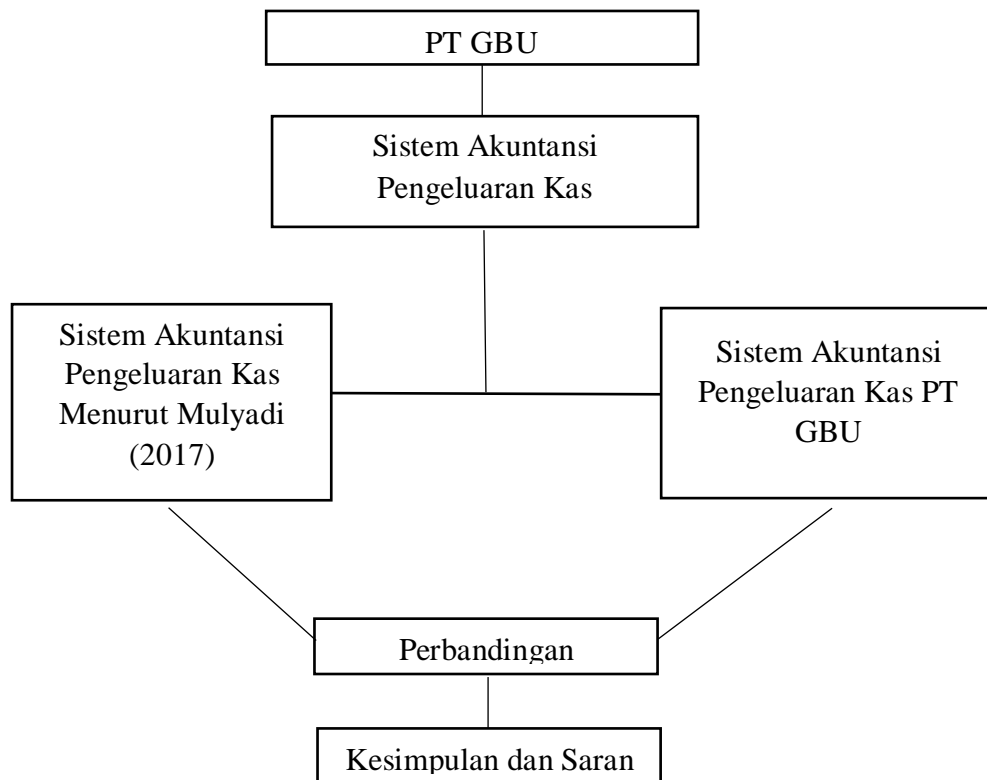 PT GBU
Sistem Akuntansi
Pengeluaran Kas
Sistem Akuntansi
Pengeluaran Kas
Menurut Mulyadi
(2017)
Sistem Akuntansi
Pengeluaran Kas PT
GBU
Perbandingan
Kesimpulan dan Saran